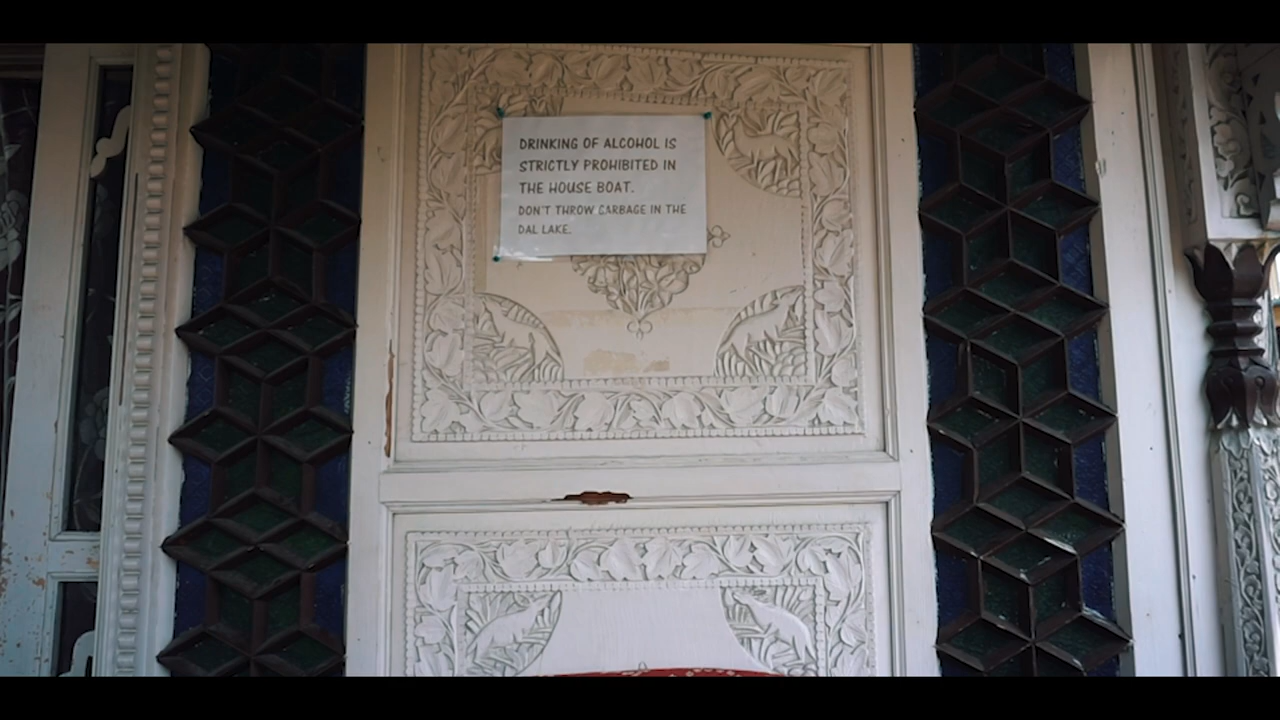 DRINKING OF ALCOHOL IS
STRICTLY PROHIBITED IN
THE HOUSE BOAT.
DON'T THROW GARBAGE IN THE
DAL LAKE.